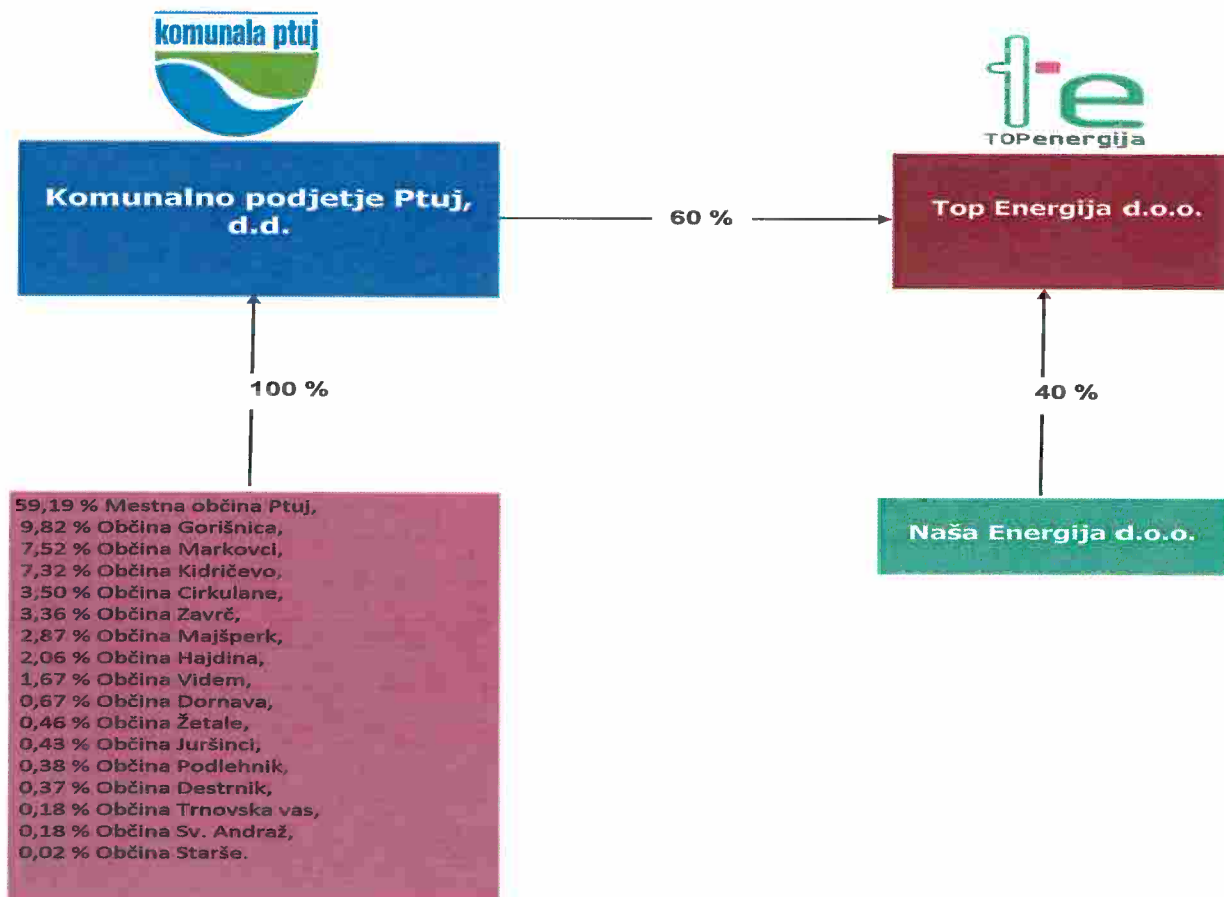 komunala ptuj
te
TOPenergija
Komunalno podjetje Ptuj,
d.d.
60 %
Top Energija d.o.o.
100 %
40 %
59,19 % Mestna občina Ptuj,
9,82 % Občina Gorišnica,
7,52 % Občina Markovci,
7,32 % Občina Kidričevo,
3,50 % Občina Cirkulane,
3,36 % Občina Zavrč,
2,87 % Občina Majšperk,
2,06 % Občina Hajdina,
1,67 % Občina Videm,
0,67 % Občina Dornava,
0,46 % Občina Žetale,
0,43 % Občina Juršinci,
0,38 % Občina Podlehnik,
0,37 % Občina Destrnik,
0,18 % Občina Trnovska vas,
0,18 % Občina Sv. Andraž,
0,02 % Občina Starše.
Naša Energija d.o.o.